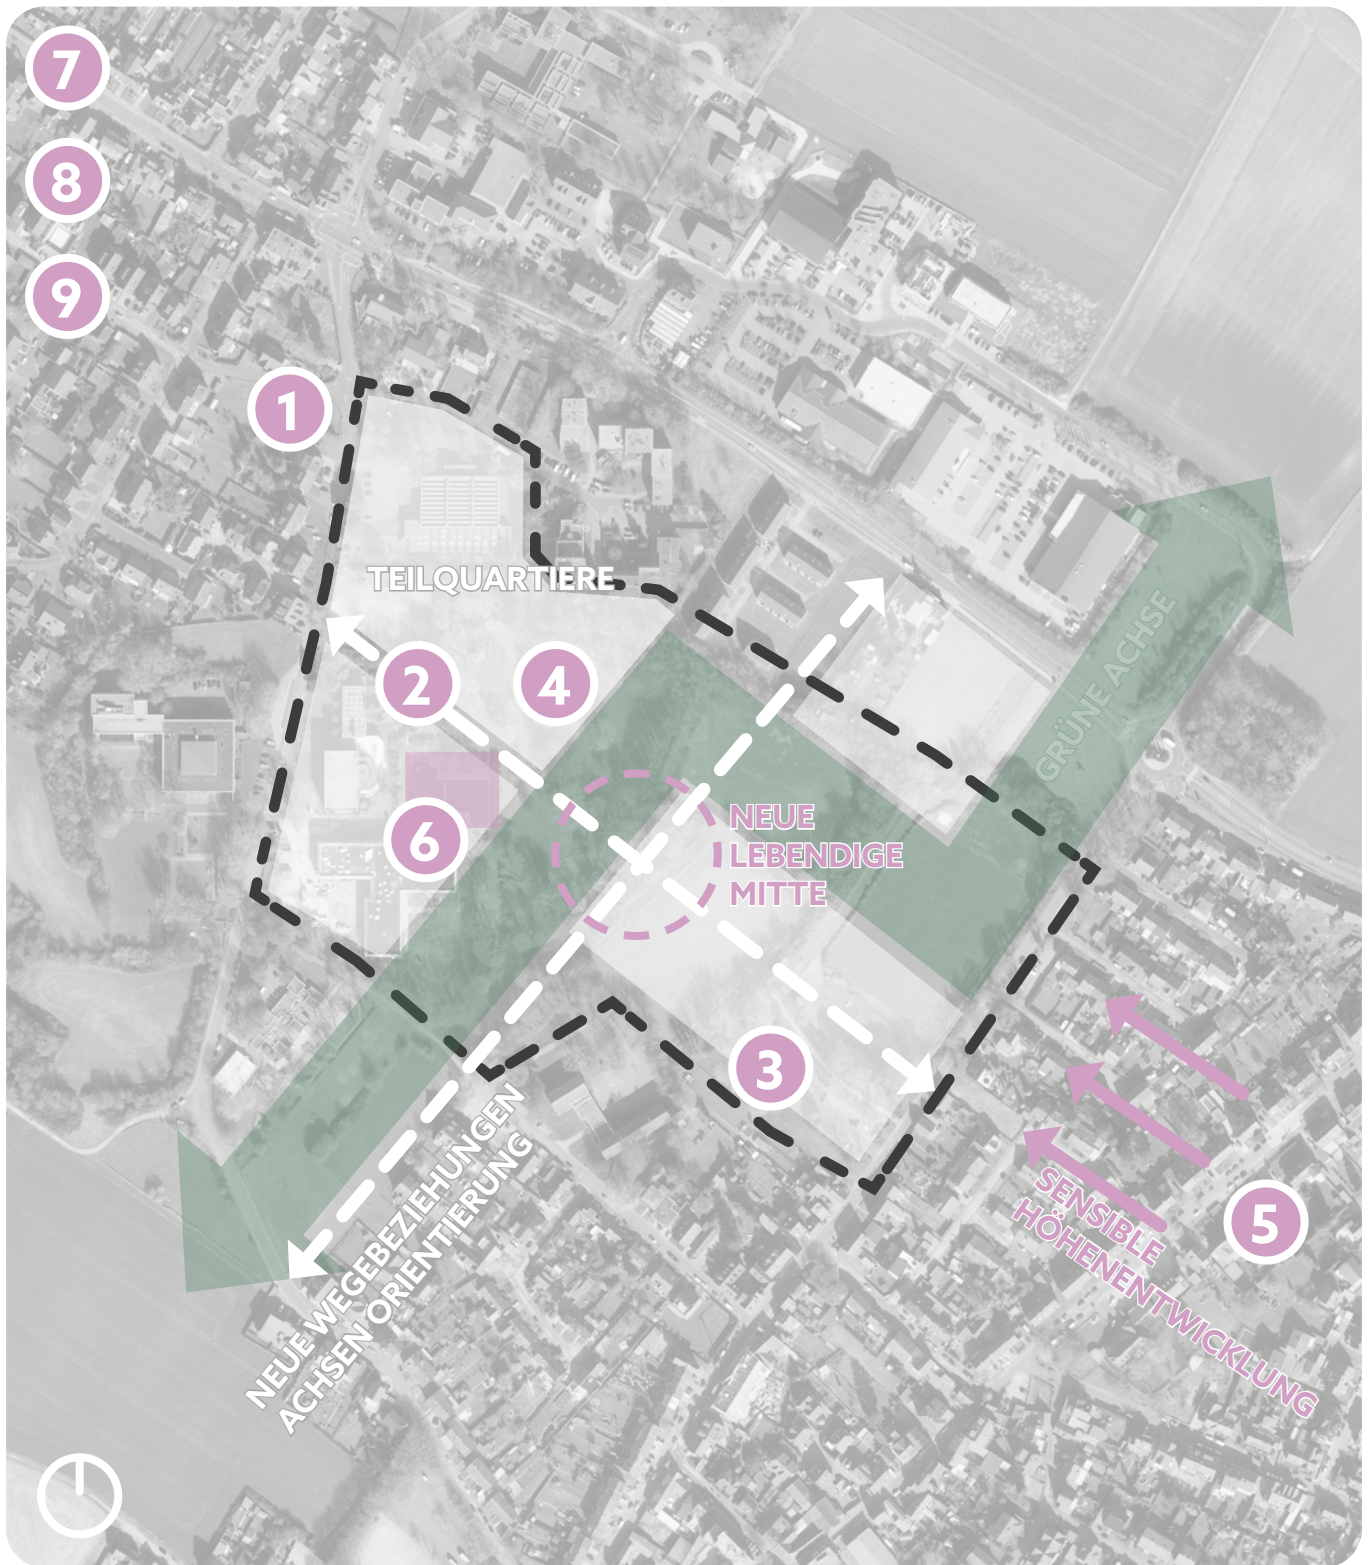 7
8
9
1
TEILQUARTIERE
2
4
GRÜNE ACHSE
6
NEUE
LEBENDIGE
MITTE
3
NEUE WEGEBEZIEHUNGEN
ACHSEN ORIENTIERUNG
SENSIBLE
HÖHENENTWICKLUNG
5